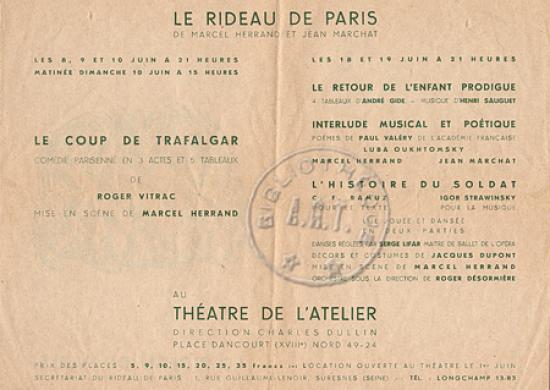 LE RIDEAU DE PARIS
DE MARCEL HERRAND ET JEAN MARCHAT
LES 8, 9 ET 10 JUIN A 21 HEURES
MATINÉE DIMANCHE 10 JUIN A 15 HEURES
LE COUP DE TRAFALGAR
COMÉDIE PARISIENNE EN 3 ACTES ET 5 TABLEAUX
DE
ROGER VITRAC
MISE EN SCÈNE DE MARCEL HERRAND
LES 18 ET 19 JUIN A 21 HEURES
LE RETOUR DE L'ENFANT PRODIGUE
4 TABLEAUX D'ANDRÉ GIDE – MUSIQUE D'HENRI SAUGUET
INTERLUDE MUSICAL ET POÉTIQUE
POÈMES DE PAUL VALÉRY DE L'ACADÉMIE FRANÇAISE
LUBA OUKHTOMSKY
MARCEL HERRAND JEAN MARCHAT
L'HISTOIRE DU SOLDAT
C. F. RAMUZ IGOR STRAWINSKY
POUR LE TEXTE POUR LA MUSIQUE
LUE JOUÉE ET DANSÉE
EN DEUX PARTIES
DANSES RÉGLÉES PAR SERGE LIFAR MAITRE DE BALLET DE L'OPÉRA
DÉCORS ET COSTUMES DE JACQUES DUPONT
MISE EN SCÈNE DE MARCEL HERRAND
ORCHESTRE SOUS LA DIRECTION DE ROGER DÉSORMIÈRE
BIBLIOTHÈQUE
A.R.T.
AU
THÉATRE DE L'ATELIER
DIRECTION CHARLES DULLIN
PLACE DANCOURT (XVIIIe) NORD 49-24
PRIX DES PLACES 5, 9, 10, 15, 20, 25, 35 francs LOCATION OUVERTE AU THÉATRE LE 1er JUIN
SECRÉTARIAT DU RIDEAU DE PARIS 1, RUE GUILLAUME LENOIR, SURESNES (SEINE) TÉL. LONGCHAMP 13-83